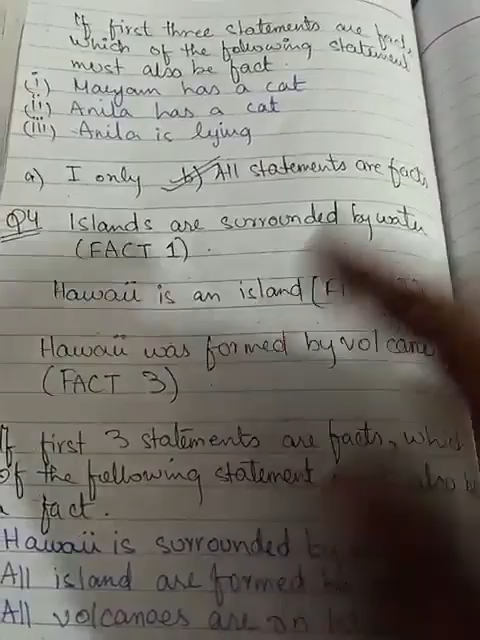 If first three statements are fact,
which of the following statement
must also be fact.
(i) Maryam has a cat
(ii) Anila has a cat
(iii) Anila is lying
a) I only b) All statements are fact,
Q4 Islands are surrounded by water
(FACT 1).
Hawaii is an island
Hawaii was formed by
(FACT 3)
If first 3 statements are facts,
of the following statement
a fact.
Hawaii is surrounded
All island are formed
All volcanoes are on